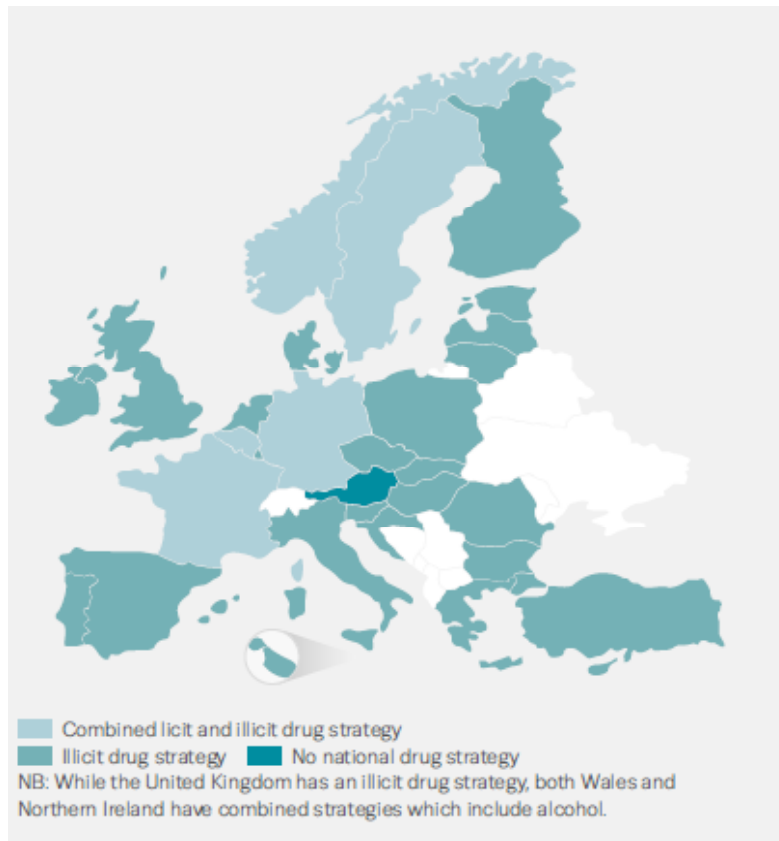 Combined licit and illicit drug strategy
Illicit drug strategy No national drug strategy
NB: While the United Kingdom has an illicit drug strategy, both Wales and
Northern Ireland have combined strategies which include alcohol.